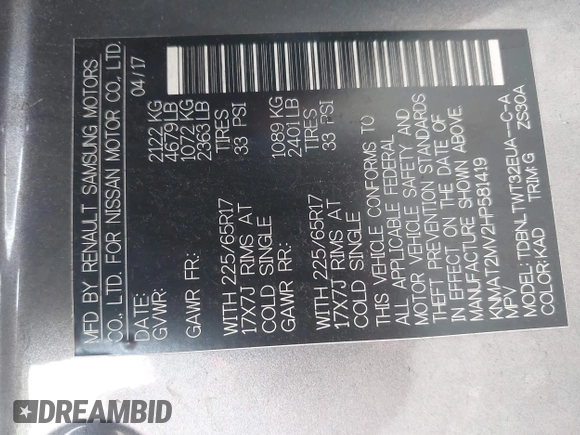 MFD BY RENAULT SAMSUNG MOTORS
CO., LTD. FOR NISSAN MOTOR CO., LTD.
DATE: 04/17
GVWR: 2122 KG
4679 LB
GAWR FR: 1072 KG
2363 LB
WITH 225/65R17 TIRES
17X7J RIMS AT 33 PSI
COLD SINGLE
GAWR RR: 1089 KG
2401 LB
WITH 225/65R17 TIRES
17X7J RIMS AT 33 PSI
COLD SINGLE
THIS VEHICLE CONFORMS TO
ALL APPLICABLE FEDERAL
MOTOR VEHICLE SAFETY AND
THEFT PREVENTION STANDARDS
IN EFFECT ON THE DATE OF
MANUFACTURE SHOWN ABOVE.
KNMAT2MV2HP581419
MPV
MODEL: TDBNLTWT32EUA--C-A
COLOR: KAD TRIM:G ZS90A
DREAMBID